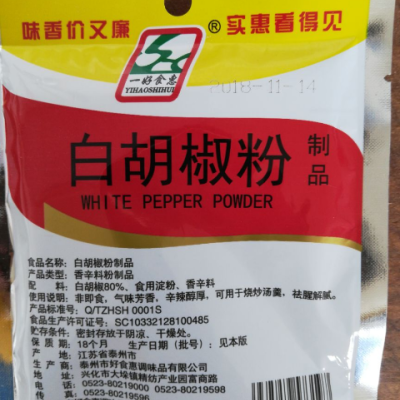 味香价又廉
® 实惠看得见
一好食惠
YIHAOSHIHUI
2018-11-14
白胡椒粉
制品
WHITE PEPPER POWDER
食品名称：白胡椒粉制品
产品类型：香辛料粉制品
配 料：白胡椒80%、食用淀粉、香辛料
使用说明：非即食，气味芳香，辛辣醇厚，可用于烧炒汤羹，祛腥解腻。
产品标准号：Q/TZHSH 0001S
食品生产许可证号：SC10332128100485
贮存条件：密封存放于阴凉、干燥处。
保 质 期：18个月 生产日期（批号）：见本版
产 地：江苏省泰州市
泰州市好食惠调味品有限公司
地 址：兴化市大垛镇精纺产业园富商路
电 话：0523-80219000 0523-80219598
0523-80219596